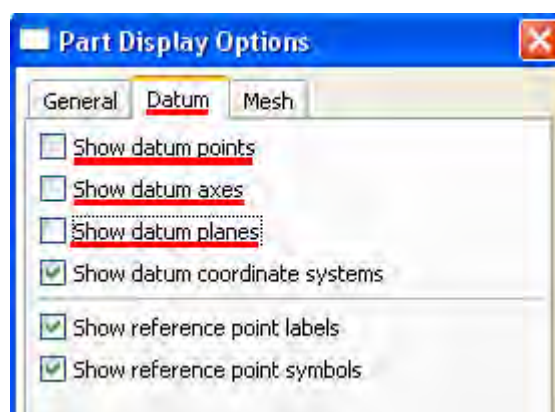 Part Display Options
General Datum Mesh
Show datum points
Show datum axes
Show datum planes
Show datum coordinate systems
Show reference point labels
Show reference point symbols